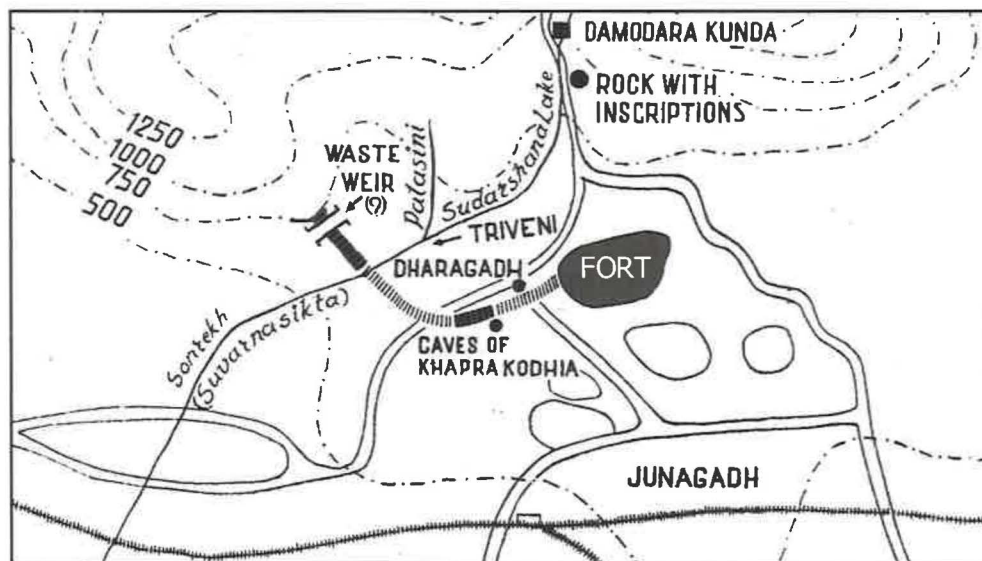 DAMODARA KUNDA
ROCK WITH
INSCRIPTIONS
1250
1000
750
500
WASTE
WEIR
(?)
Palasini
Sudarshana Lake
TRIVENI
DHARAGADH
FORT
CAVES OF
KHAPRA KODHIA
Sonrekh
(Suvarnasikta)
JUNAGADH